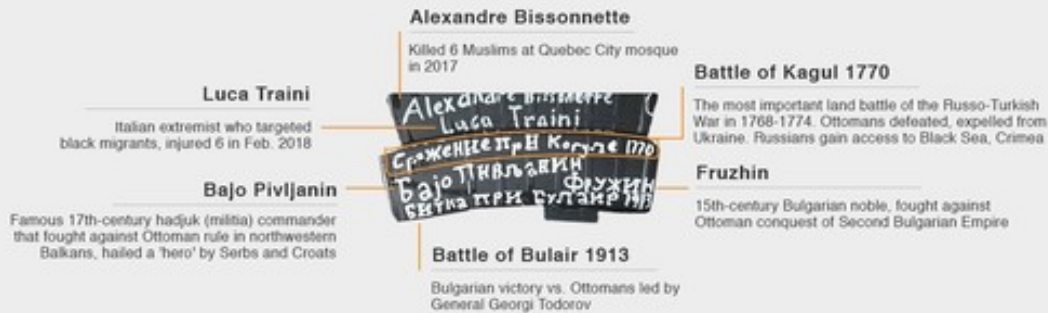 Alexandre Bissonnette
Killed 6 Muslims at Quebec City mosque
in 2017
Luca Traini
Italian extremist who targeted
black migrants, injured 6 in Feb. 2018
Bajo Pivljanin
Famous 17th-century hadjuk (militia) commander
that fought against Ottoman rule in northwestern
Balkans, hailed a 'hero' by Serbs and Croats
Alexandre Bissonnette
Luca Traini
Сражение при Кагуле 1770
Бајо Пивљанин
Фружин
Битка при Булаир 1913
Battle of Kagul 1770
The most important land battle of the Russo-Turkish
War in 1768-1774. Ottomans defeated, expelled from
Ukraine. Russians gain access to Black Sea, Crimea
Fruzhin
15th-century Bulgarian noble, fought against
Ottoman conquest of Second Bulgarian Empire
Battle of Bulair 1913
Bulgarian victory vs. Ottomans led by
General Georgi Todorov